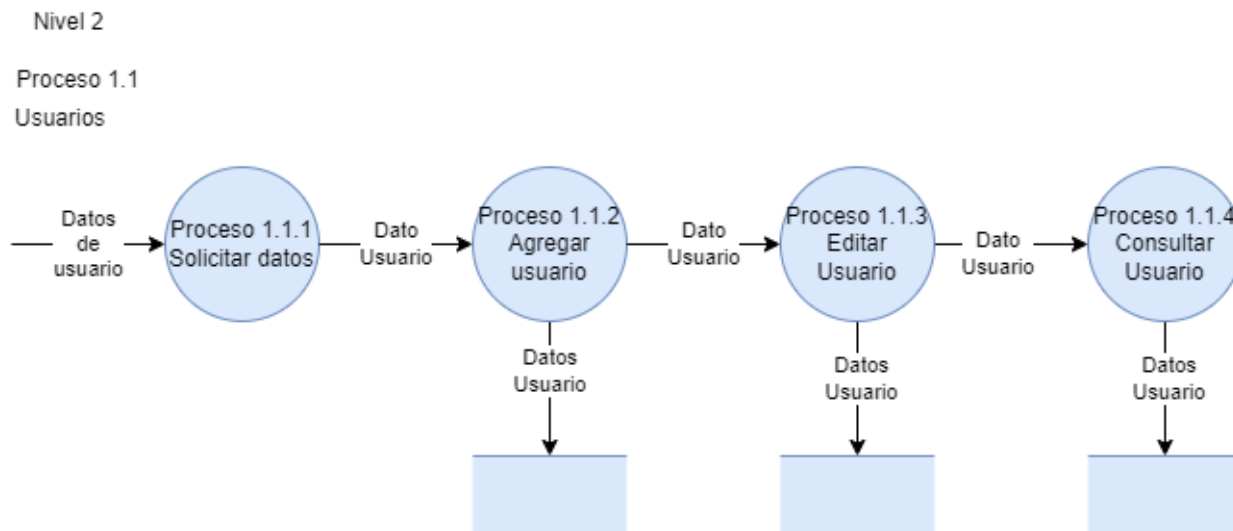 Nivel 2
Proceso 1.1
Usuarios
Datos
de
usuario
Proceso 1.1.1
Solicitar datos
Dato
Usuario
Proceso 1.1.2
Agregar
usuario
Dato
Usuario
Proceso 1.1.3
Editar
Usuario
Dato
Usuario
Proceso 1.1.4
Consultar
Usuario
Datos
Usuario
Datos
Usuario
Datos
Usuario